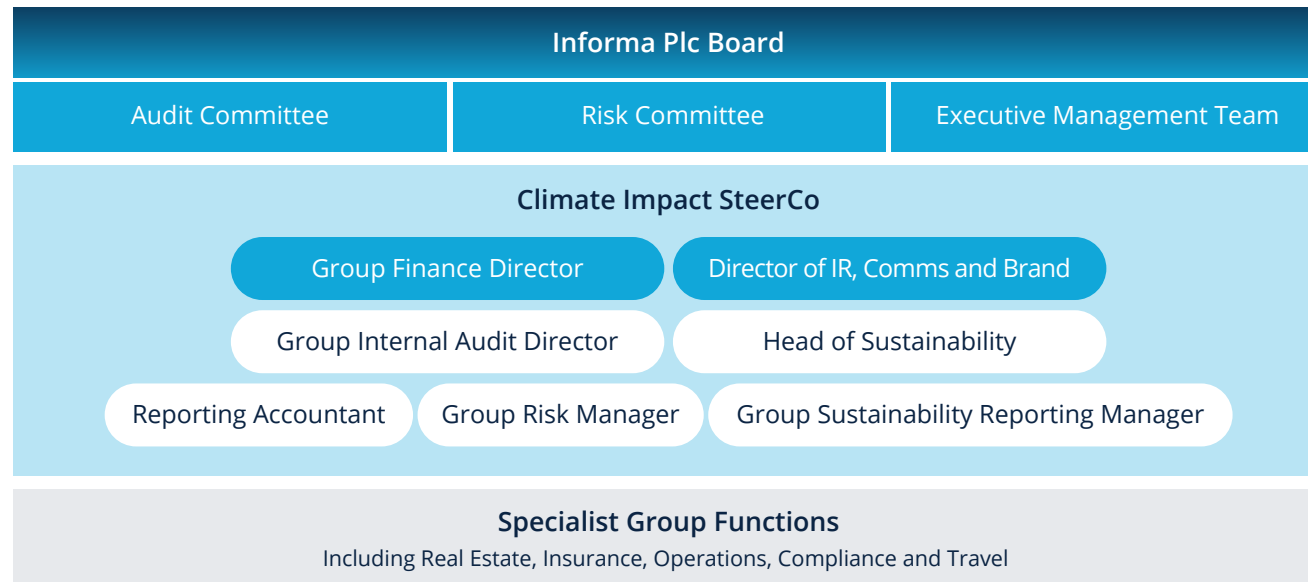 Informa Plc Board
Audit Committee
Risk Committee
Executive Management Team
Climate Impact SteerCo
Group Finance Director
Director of IR, Comms and Brand
Group Internal Audit Director
Head of Sustainability
Reporting Accountant
Group Risk Manager
Group Sustainability Reporting Manager
Specialist Group Functions
Including Real Estate, Insurance, Operations, Compliance and Travel